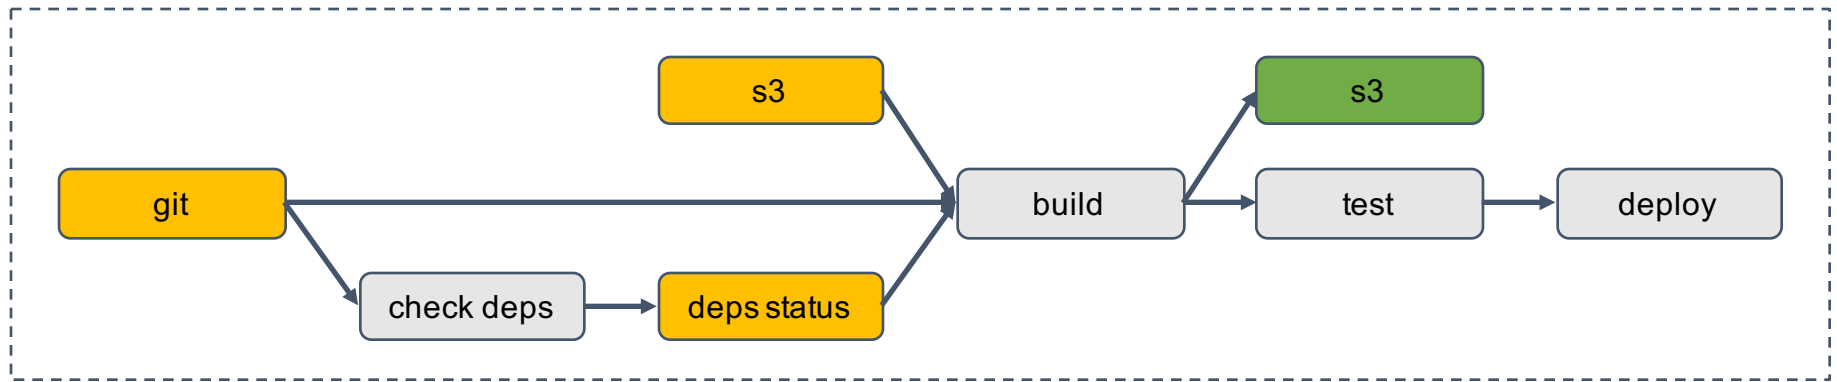 s3
s3
git
build
test
deploy
check deps
deps status